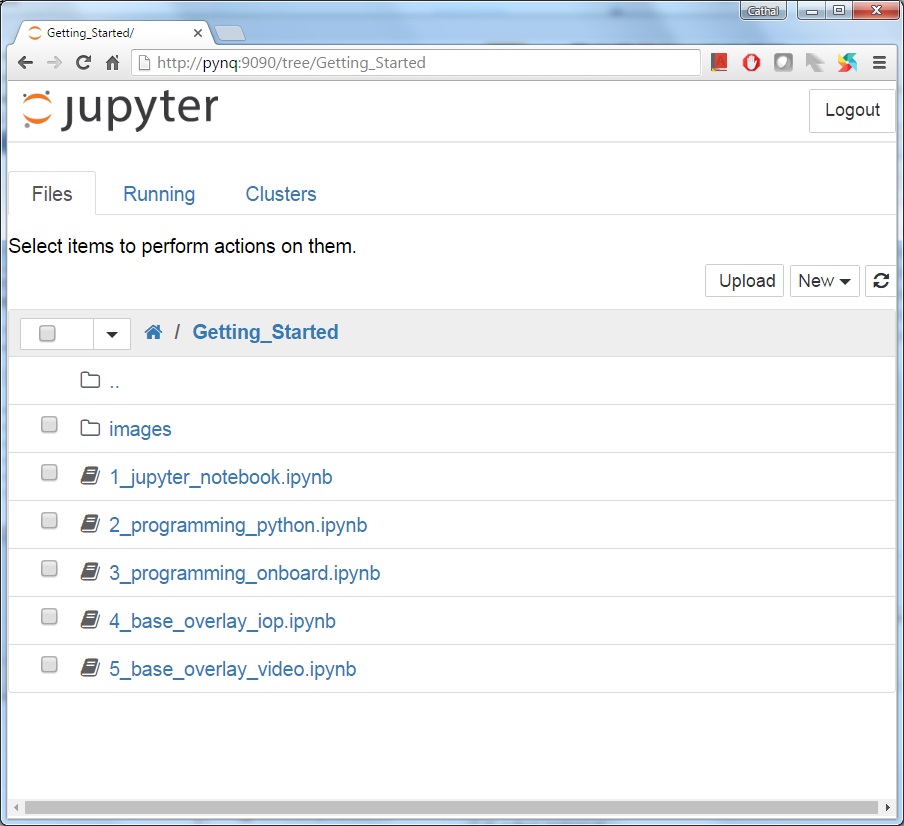 Cathal
Getting_Started/
http://pynq:9090/tree/Getting_Started
jupyter
Logout
Files Running Clusters
Select items to perform actions on them.
Upload New
/ Getting_Started
..
images
1_jupyter_notebook.ipynb
2_programming_python.ipynb
3_programming_onboard.ipynb
4_base_overlay_iop.ipynb
5_base_overlay_video.ipynb